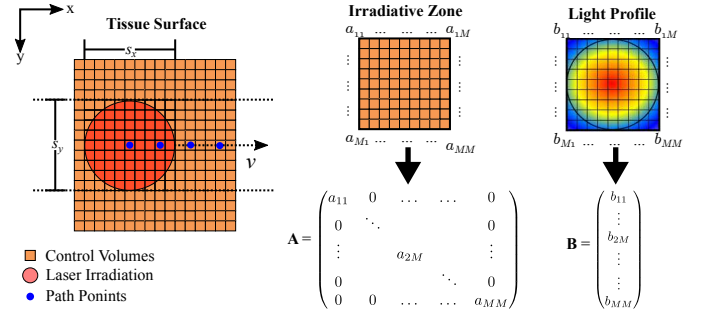 x
y
Tissue Surface
s_x
s_y
v
Control Volumes
Laser Irradiation
Path Ponints
Irradiative Zone
a_11 ... ... a_1M
⋮ ⋮
⋮ ⋮
a_M1 ... ... a_MM
Light Profile
b_11 ... ... b_1M
⋮ ⋮
⋮ ⋮
b_M1 ... ... b_MM
A =
a_11 0 ... ... 0
0 ⋱
⋮ a_2M ⋮
0 ⋱ 0
0 0 ... ... a_MM
B =
b_11
⋮
b_2M
⋮
⋮
b_MM